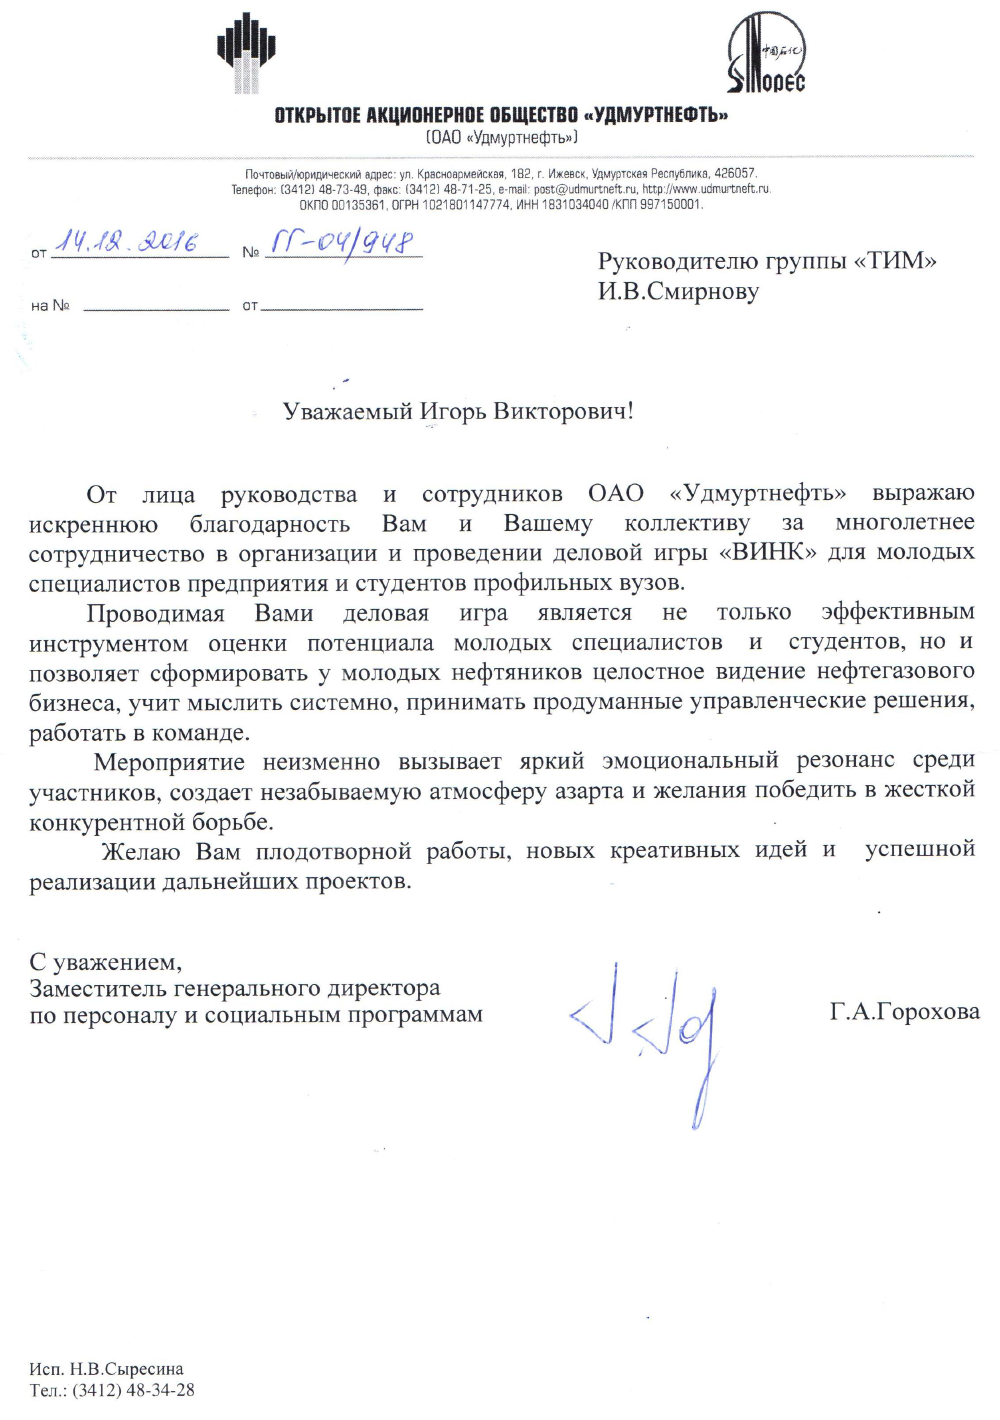 SINOPEC
ОТКРЫТОЕ АКЦИОНЕРНОЕ ОБЩЕСТВО «УДМУРТНЕФТЬ»
(ОАО «Удмуртнефть»)
Почтовый/юридический адрес: ул. Красноармейская, 182, г. Ижевск, Удмуртская Республика, 426057.
Телефон: (3412) 48-73-49, факс: (3412) 48-71-25, e-mail: post@udmurtneft.ru, http://www.udmurtneft.ru.
ОКПО 00135361, ОГРН 1021801147774, ИНН 1831034040 /КПП 997150001.
от 14.12.2016 № ГГ-04/948
на № от
Руководителю группы «ТИМ»
И.В.Смирнову
Уважаемый Игорь Викторович!
От лица руководства и сотрудников ОАО «Удмуртнефть» выражаю
искреннюю благодарность Вам и Вашему коллективу за многолетнее
сотрудничество в организации и проведении деловой игры «ВИНК» для молодых
специалистов предприятия и студентов профильных вузов.
Проводимая Вами деловая игра является не только эффективным
инструментом оценки потенциала молодых специалистов и студентов, но и
позволяет сформировать у молодых нефтяников целостное видение нефтегазового
бизнеса, учит мыслить системно, принимать продуманные управленческие решения,
работать в команде.
Мероприятие неизменно вызывает яркий эмоциональный резонанс среди
участников, создает незабываемую атмосферу азарта и желания победить в жесткой
конкурентной борьбе.
Желаю Вам плодотворной работы, новых креативных идей и успешной
реализации дальнейших проектов.
С уважением,
Заместитель генерального директора
по персоналу и социальным программам
Г.А.Горохова
Исп. Н.В.Сыресина
Тел.: (3412) 48-34-28